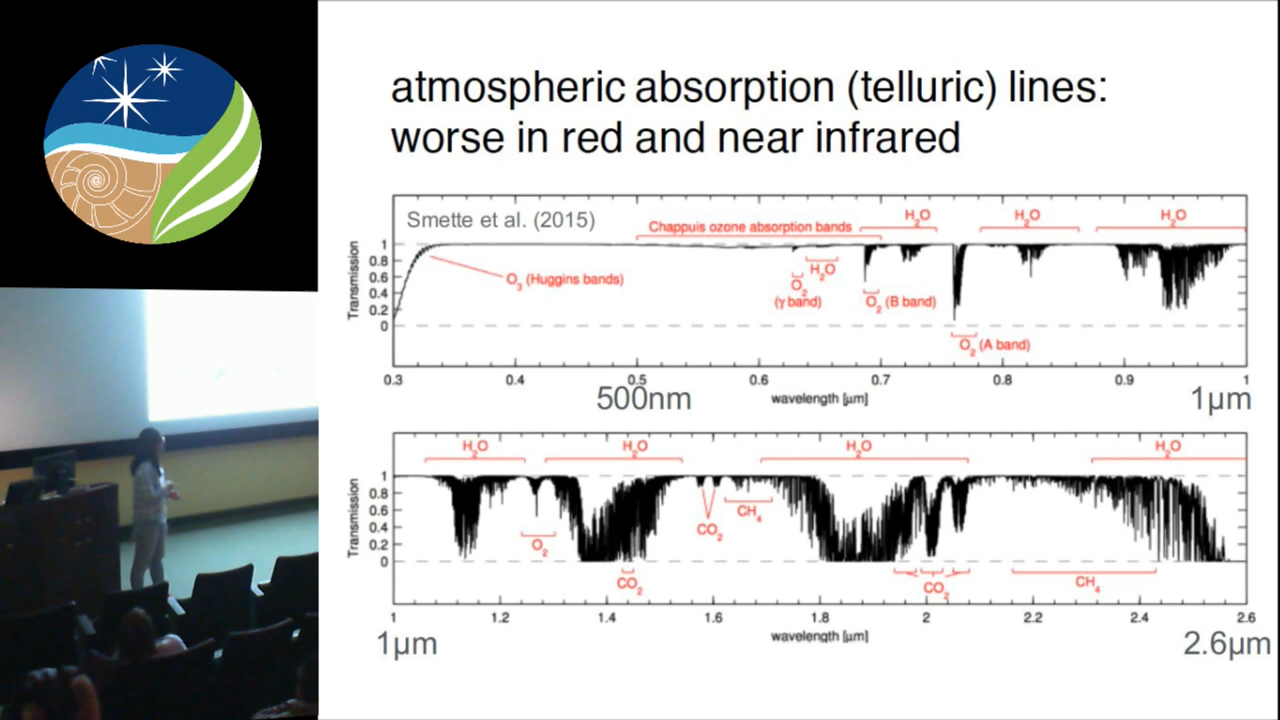 atmospheric absorption (telluric) lines:
worse in red and near infrared
Smette et al. (2015)
Chappuis ozone absorption bands
H₂O
H₂O
H₂O
O₃ (Huggins bands)
H₂O
O₂
(γ band)
O₂ (B band)
O₂ (A band)
Transmission
1
0.8
0.6
0.4
0.2
0
0.3 0.4 0.5 0.6 0.7 0.8 0.9 1
500nm
wavelength [μm]
1μm
H₂O
H₂O
H₂O
H₂O
CO₂
CH₄
O₂
CO₂
CO₂
CH₄
Transmission
1
0.8
0.6
0.4
0.2
0
1.2 1.4 1.6 1.8 2 2.2 2.4 2.6
1μm
wavelength [μm]
2.6μm